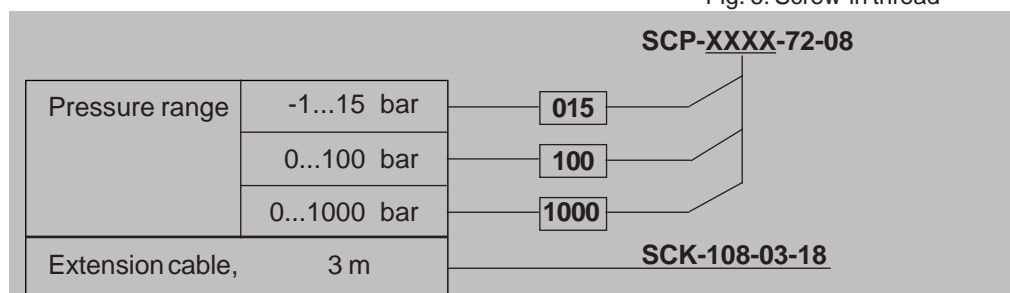 SCP-XXXX-72-08
Pressure range -1...15 bar 015
0...100 bar 100
0...1000 bar 1000
Extension cable, 3 m SCK-108-03-18